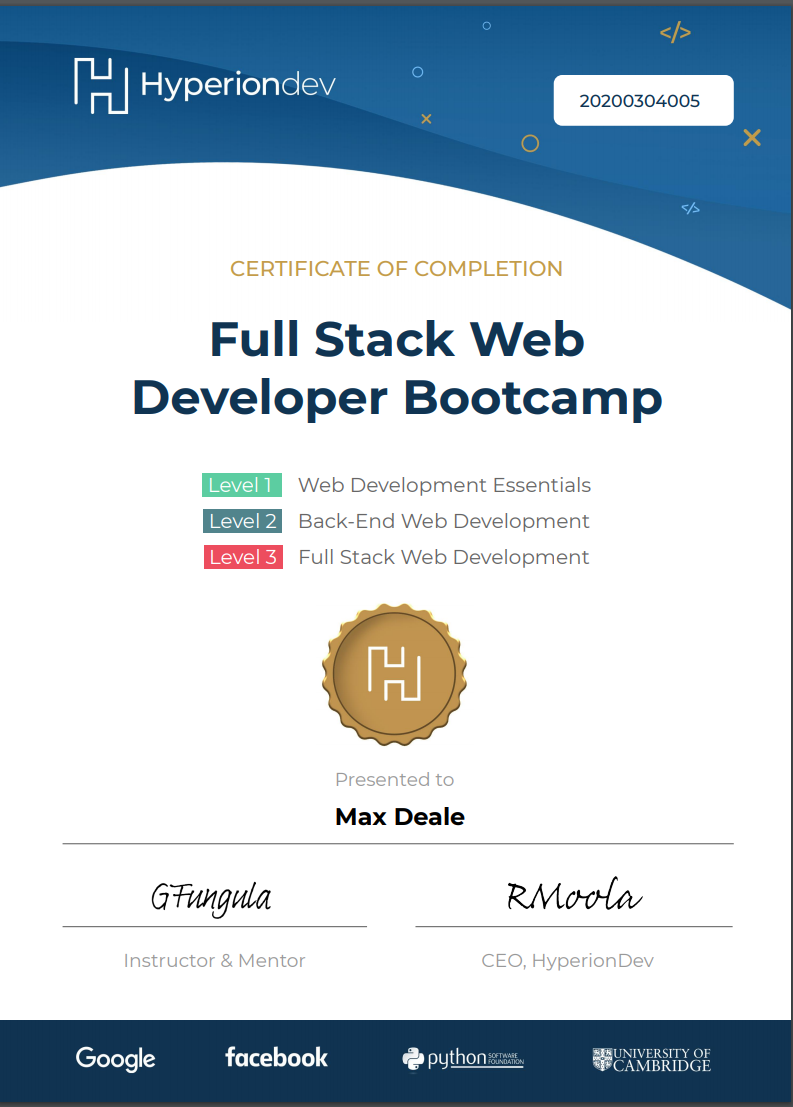 Hyperiondev
20200304005
CERTIFICATE OF COMPLETION
Full Stack Web
Developer Bootcamp
Level 1 Web Development Essentials
Level 2 Back-End Web Development
Level 3 Full Stack Web Development
Presented to
Max Deale
GFungula
RMoola
Instructor & Mentor
CEO, HyperionDev
Google
facebook
python SOFTWARE FOUNDATION
UNIVERSITY OF
CAMBRIDGE